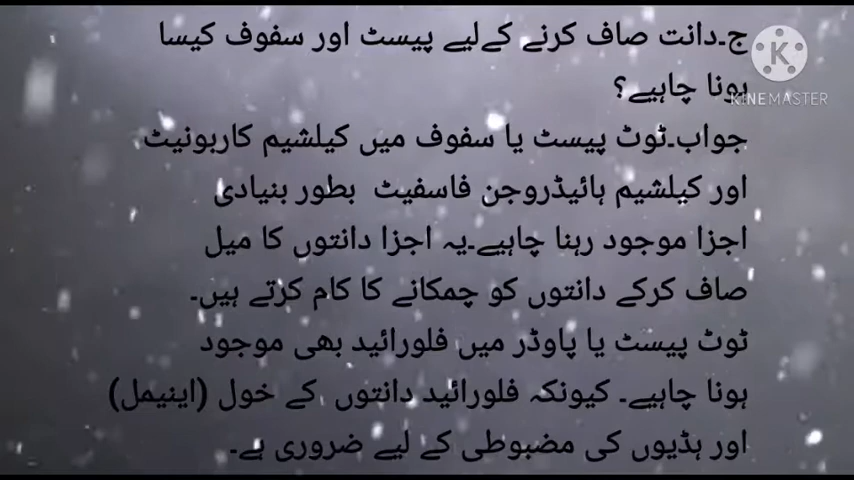 ج۔دانت صاف کرنے کےلیے پیسٹ اور سفوف کیسا
ہونا چاہیے؟
KINEMASTER
جواب۔ٹوٹ پیسٹ یا سفوف میں کیلشیم کاربونیٹ
اور کیلشیم ہائیڈروجن فاسفیٹ بطور بنیادی
اجزا موجود رہنا چاہیے۔یہ اجزا دانتوں کا میل
صاف کرکے دانتوں کو چمکانے کا کام کرتے ہیں۔
ٹوٹ پیسٹ یا پاوڈر میں فلورائید بھی موجود
ہونا چاہیے۔ کیونکہ فلورائید دانتوں کے خول (اینیمل)
اور ہڈیوں کی مضبوطی کے لیے ضروری ہے۔